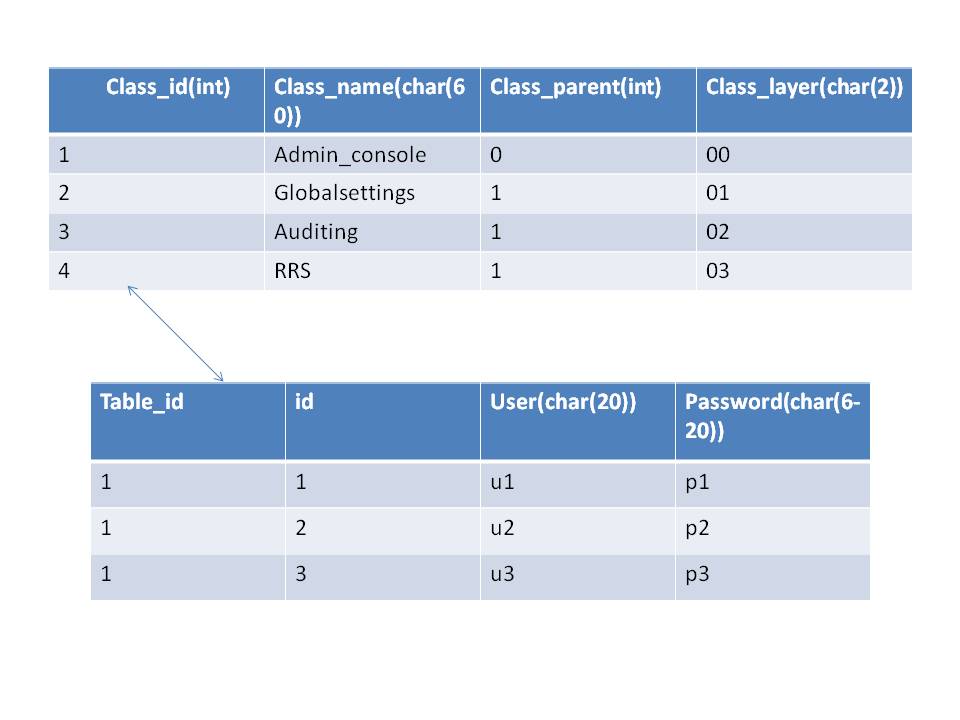 Class_id(int) Class_name(char(6 Class_parent(int) Class_layer(char(2))
0))
1 Admin_console 0 00
2 Globalsettings 1 01
3 Auditing 1 02
4 RRS 1 03
Table_id id User(char(20)) Password(char(6-
20))
1 1 u1 p1
1 2 u2 p2
1 3 u3 p3